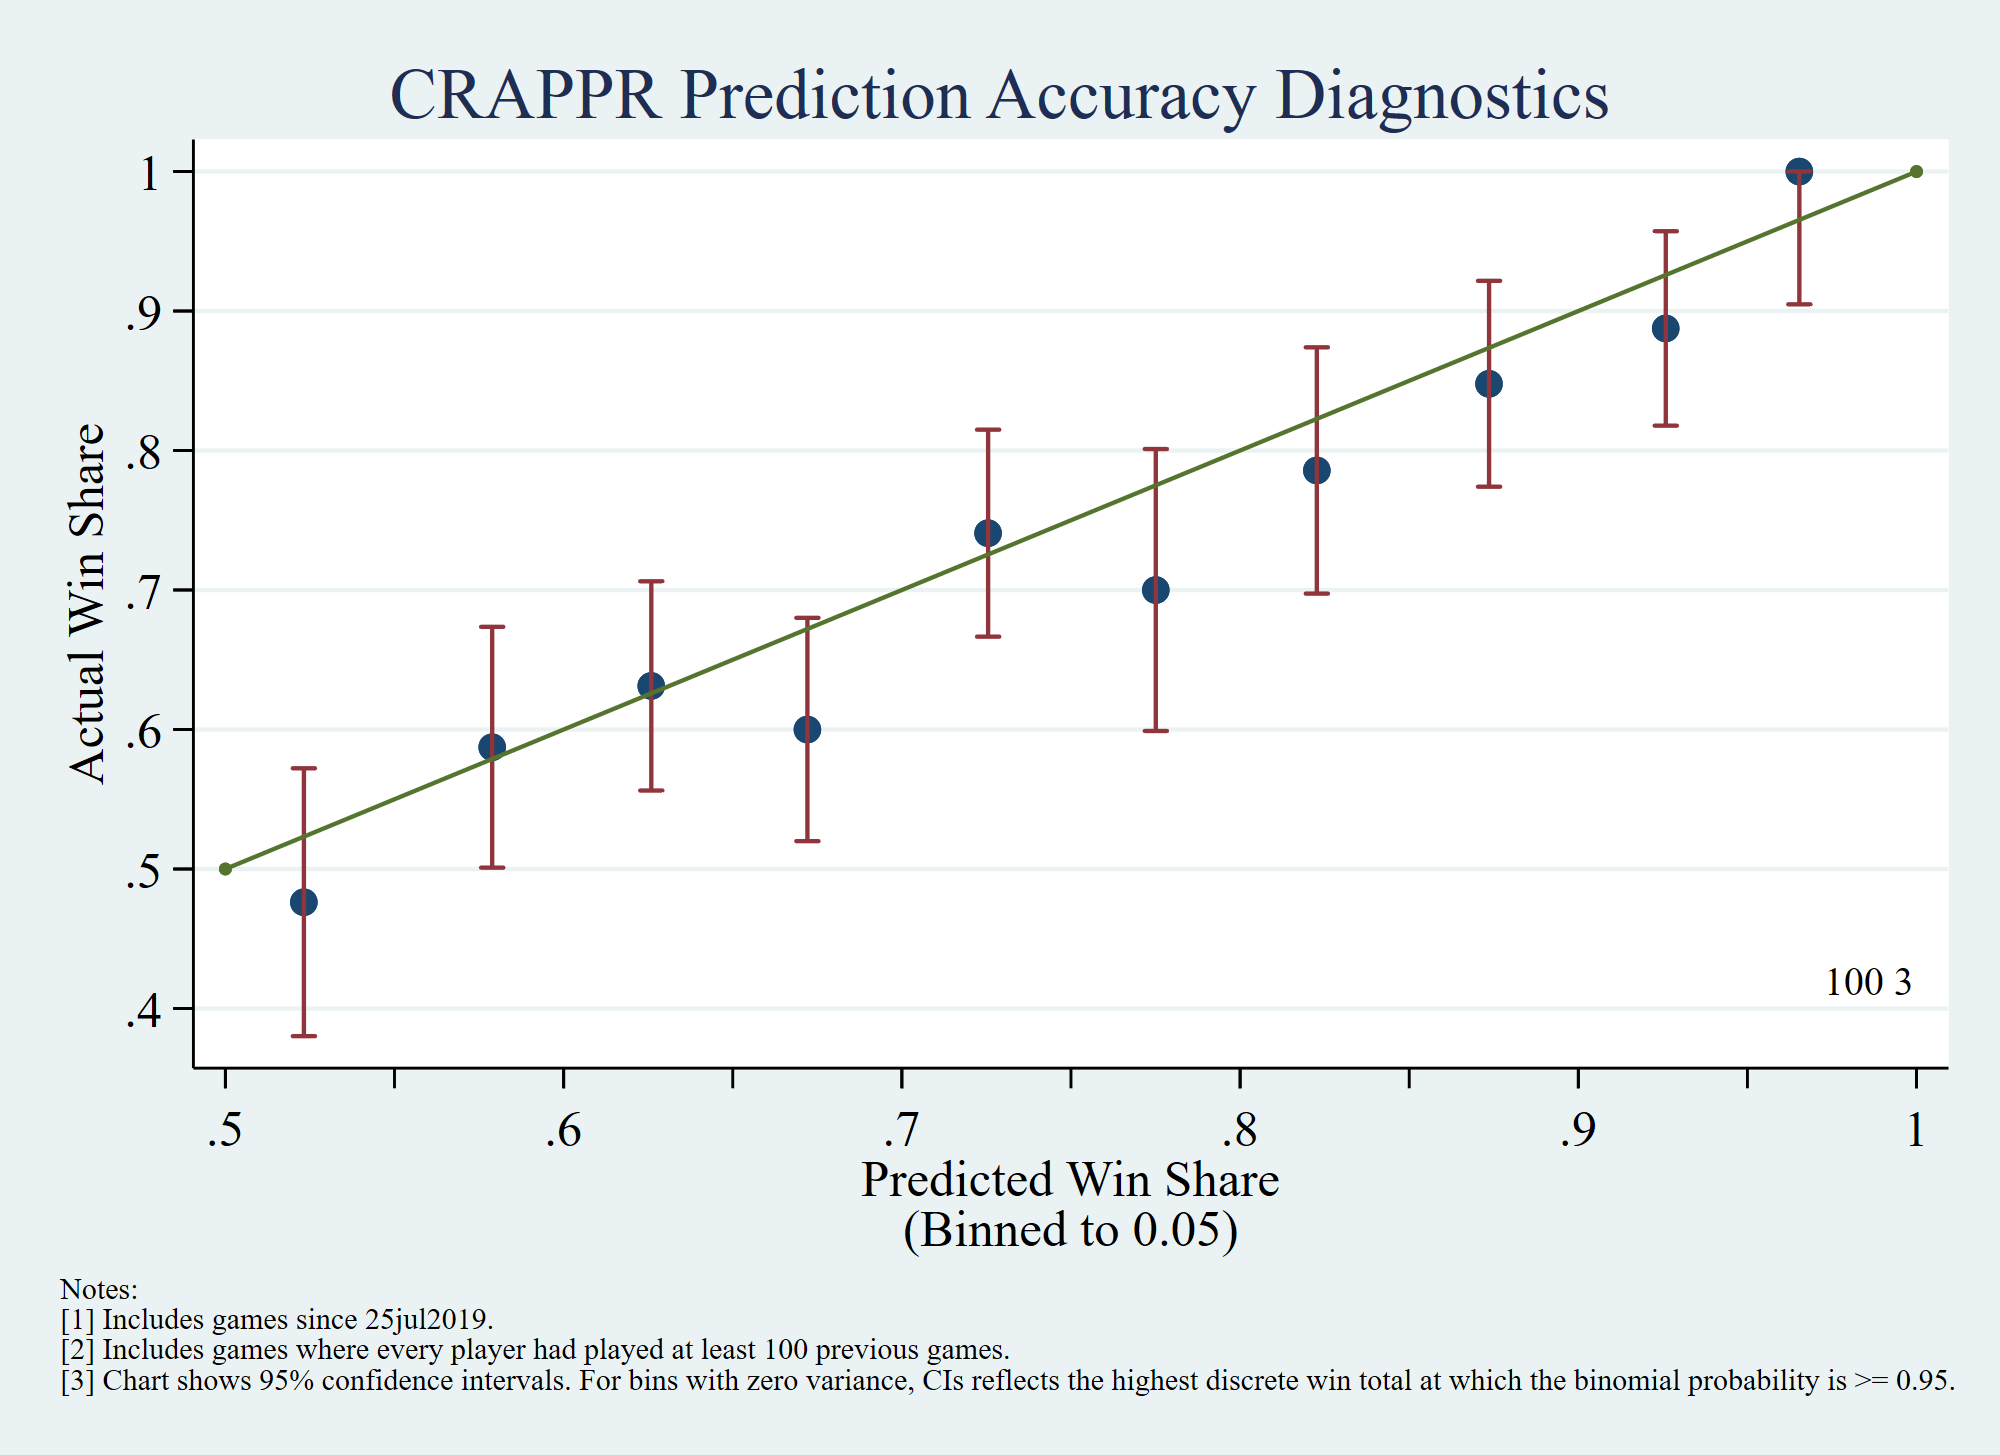 CRAPPR Prediction Accuracy Diagnostics
1
.9
.8
.7
.6
.5
.4
Actual Win Share
100 3
.5 .6 .7 .8 .9 1
Predicted Win Share
(Binned to 0.05)
Notes:
[1] Includes games since 25jul2019.
[2] Includes games where every player had played at least 100 previous games.
[3] Chart shows 95% confidence intervals. For bins with zero variance, CIs reflects the highest discrete win total at which the binomial probability is >= 0.95.